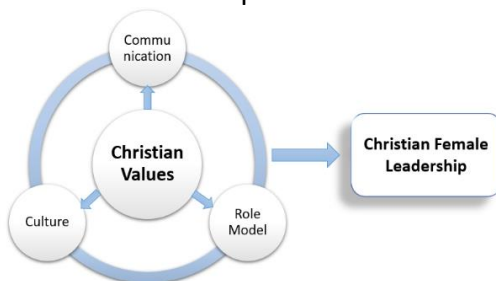 Commu
nication
Christian
Values
Culture
Role
Model
Christian Female
Leadership